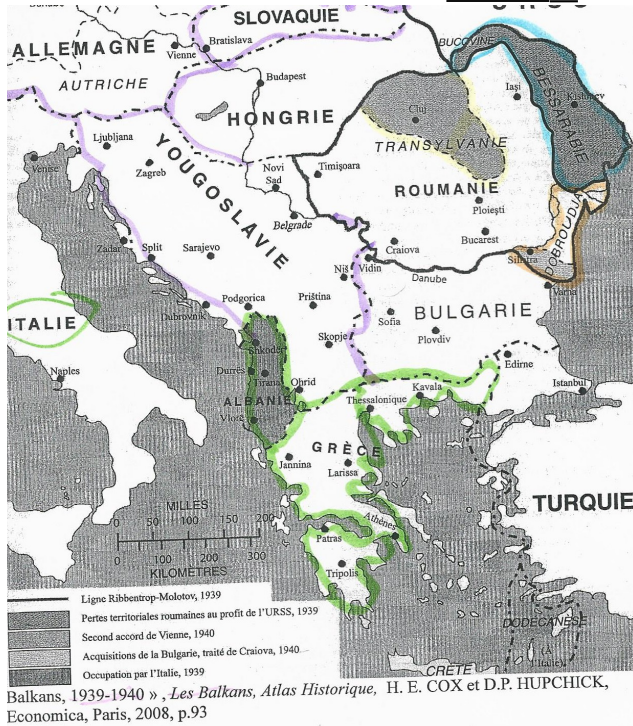 SLOVAQUIE
ALLEMAGNE
Bratislava
Vienne
BUCOVINE
AUTRICHE
Budapest
Iași
BESSARABIE
Kishinev
Cluj
HONGRIE
Ljubljana
TRANSYLVANIE
YOUGOSLAVIE
Venise
Zagreb
Novi
Sad
Timişoara
ROUMANIE
Ploieşti
Belgrade
Bucarest
DOBROUDJA
Zadar
Split
Sarajevo
Craiova
Silistra
Niš
Vidin
Danube
Varna
Podgorica
Priština
Dubrovnik
BULGARIE
Sofia
ITALIE
Skopje
Plovdiv
Shkodër
Edirne
Naples
Durrës
Tirana
Ohrid
Kavala
Istanbul
ALBANIE
Thessalonique
Vlorë
GRÈCE
Jannina
Larissa
MILLES
TURQUIE
0 50 100 150 200
Athènes
0 100 200 300
Patras
KILOMÈTRES
Tripolis
Ligne Ribbentrop-Molotov, 1939
Pertes territoriales roumaines au profit de l'URSS, 1939
DODÉCANÈSE
Second accord de Vienne, 1940
(À
l'Italie)
Acquisitions de la Bulgarie, traité de Craiova, 1940
Occupation par l'Italie, 1939
CRÈTE
Balkans, 1939-1940 », Les Balkans, Atlas Historique, H. E. COX et D.P. HUPCHICK,
Economica, Paris, 2008, p.93